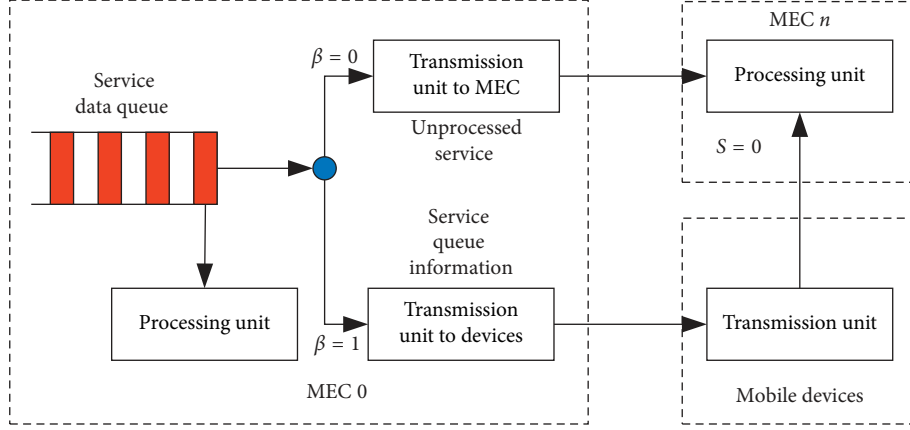 MEC n
β = 0
Transmission
unit to MEC
Processing unit
Service
data queue
Unprocessed
service
S = 0
Service
queue
information
Processing unit
β = 1
Transmission
unit to devices
Transmission unit
MEC 0
Mobile devices